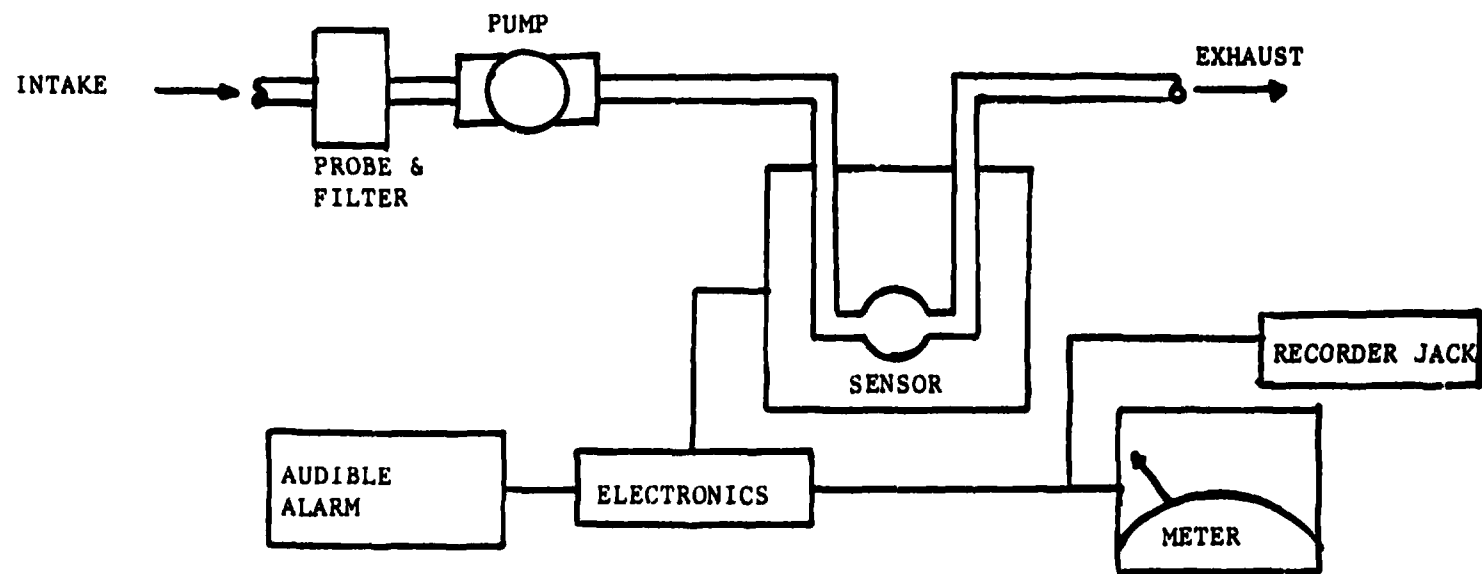 PUMP
INTAKE
EXHAUST
PROBE &
FILTER
SENSOR
RECORDER JACK
AUDIBLE
ALARM
ELECTRONICS
METER